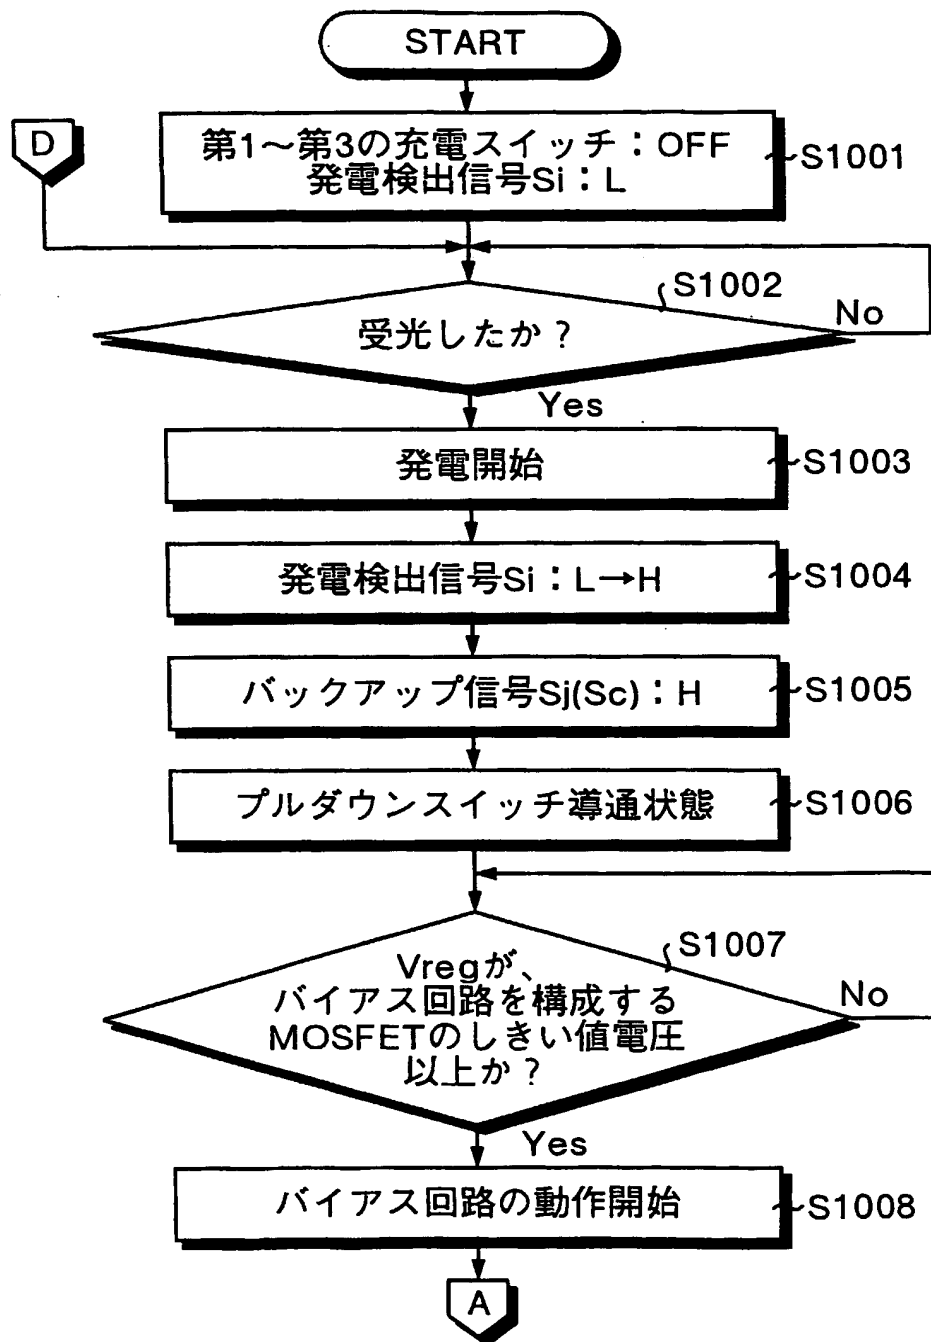 START
D
第1～第3の充電スイッチ：OFF
発電検出信号Si：L
S1001
S1002
受光したか？
No
Yes
発電開始
S1003
発電検出信号Si：L→H
S1004
バックアップ信号Sj(Sc)：H
S1005
プルダウンスイッチ導通状態
S1006
S1007
Vregが、
バイアス回路を構成する
MOSFETのしきい値電圧
以上か？
No
Yes
バイアス回路の動作開始
S1008
A